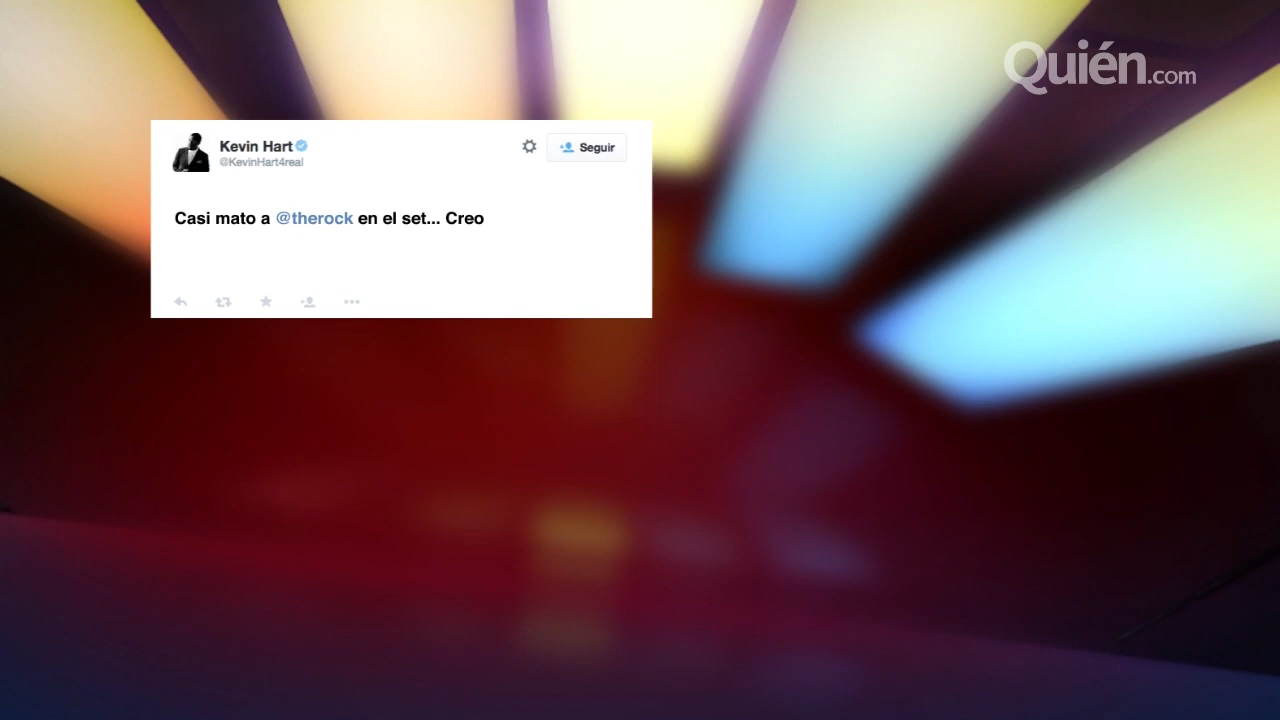 Quién.com
Kevin Hart
@KevinHart4real
Seguir
Casi mato a @therock en el set... Creo